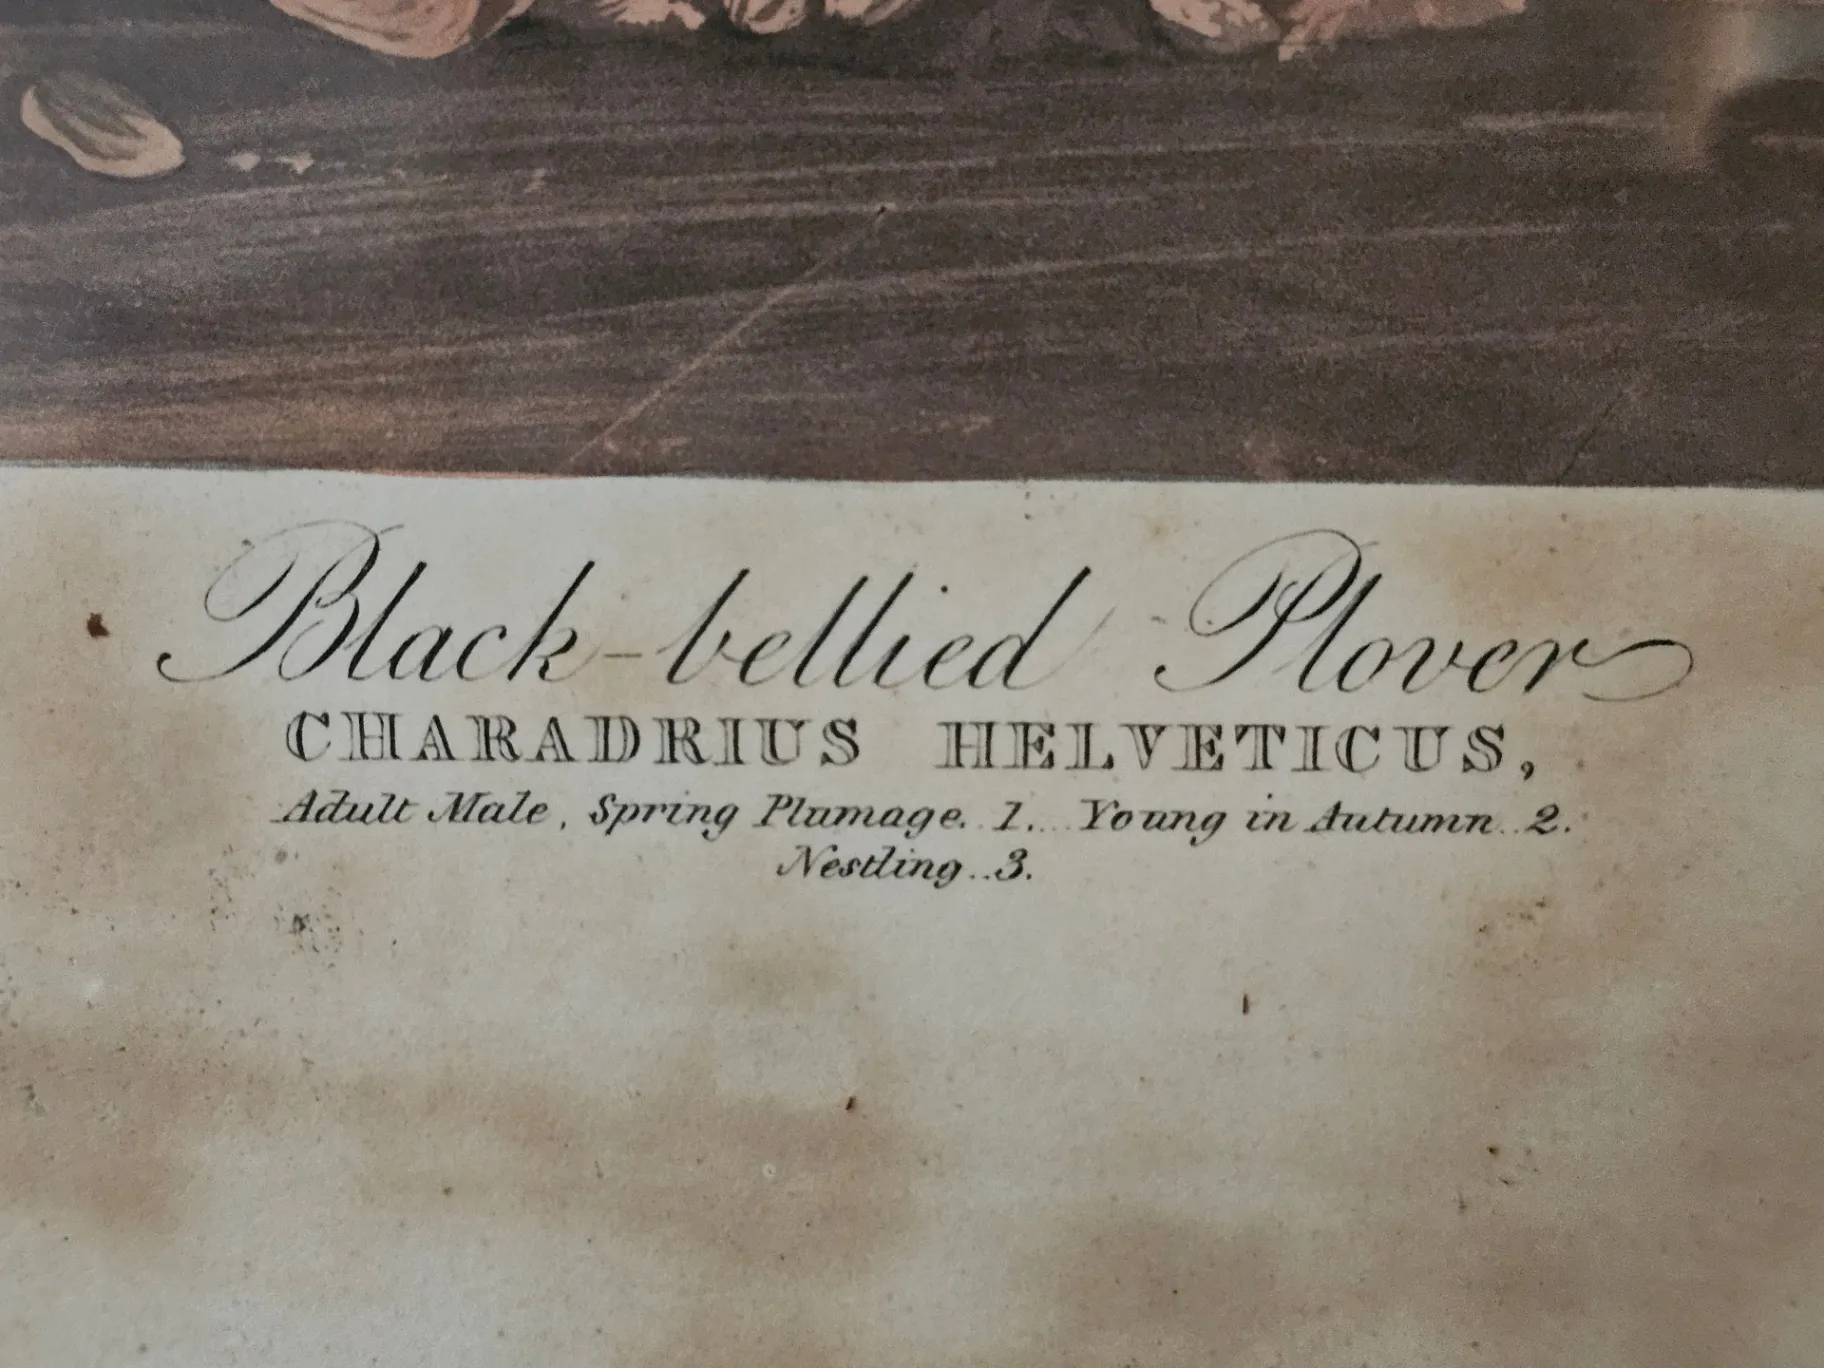 Black-bellied Plover
CHARADRIUS HELVETICUS,
Adult Male, Spring Plumage. 1. Young in Autumn. 2.
Nestling. 3.